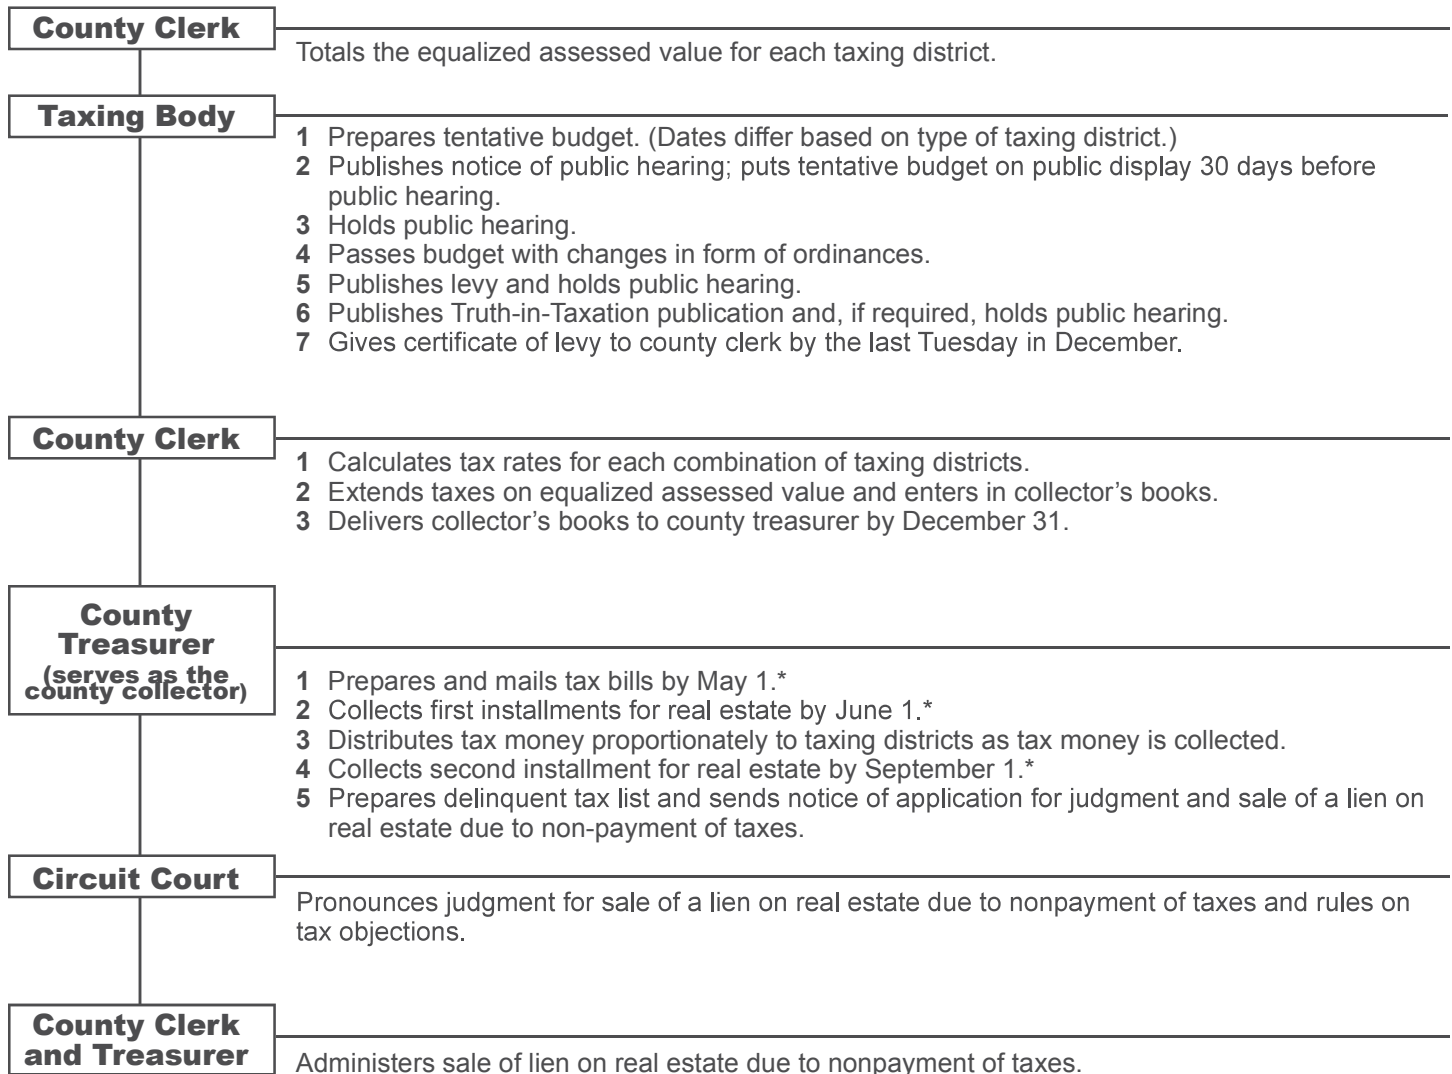 County Clerk
Totals the equalized assessed value for each taxing district.
Taxing Body
1 Prepares tentative budget. (Dates differ based on type of taxing district.)
2 Publishes notice of public hearing; puts tentative budget on public display 30 days before
public hearing.
3 Holds public hearing.
4 Passes budget with changes in form of ordinances.
5 Publishes levy and holds public hearing.
6 Publishes Truth-in-Taxation publication and, if required, holds public hearing.
7 Gives certificate of levy to county clerk by the last Tuesday in December.
County Clerk
1 Calculates tax rates for each combination of taxing districts.
2 Extends taxes on equalized assessed value and enters in collector’s books.
3 Delivers collector’s books to county treasurer by December 31.
County
Treasurer
(serves as the
county collector)
1 Prepares and mails tax bills by May 1.*
2 Collects first installments for real estate by June 1.*
3 Distributes tax money proportionately to taxing districts as tax money is collected.
4 Collects second installment for real estate by September 1.*
5 Prepares delinquent tax list and sends notice of application for judgment and sale of a lien on
real estate due to non-payment of taxes.
Circuit Court
Pronounces judgment for sale of a lien on real estate due to nonpayment of taxes and rules on
tax objections.
County Clerk
and Treasurer
Administers sale of lien on real estate due to nonpayment of taxes.